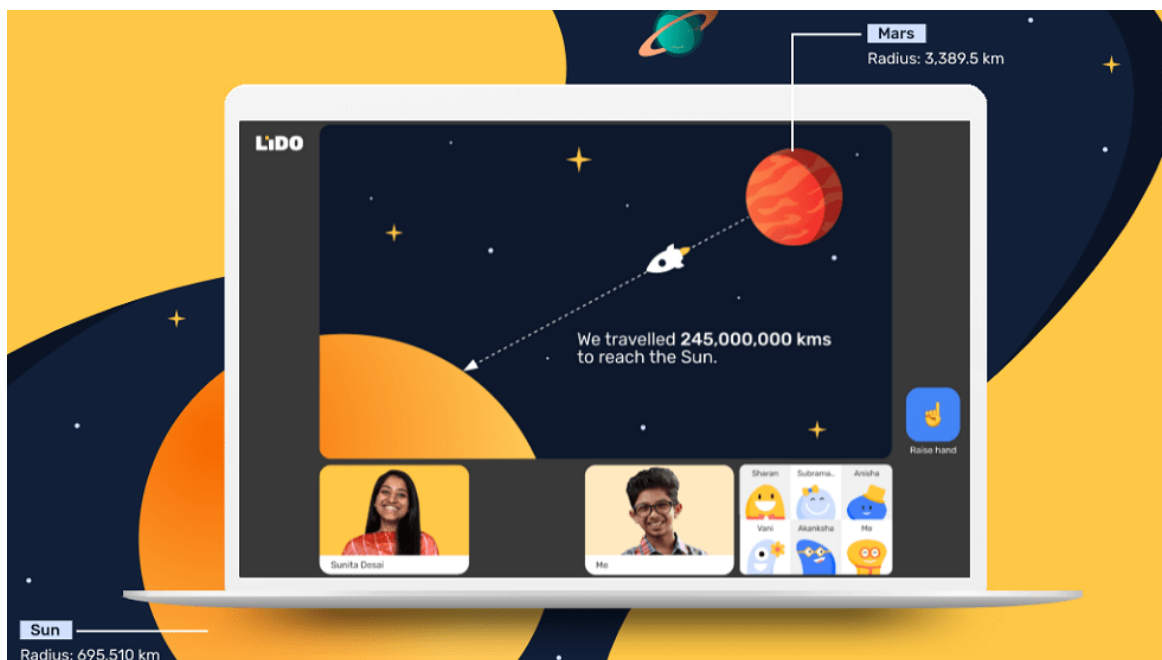 Mars
Radius: 3,389.5 km
LiDO
We travelled 245,000,000 kms
to reach the Sun.
Raise hand
Sharan Subrama.. Anisha
Vani Akanksha Me
Sunita Desai
Me
Sun
Radius: 695,510 km